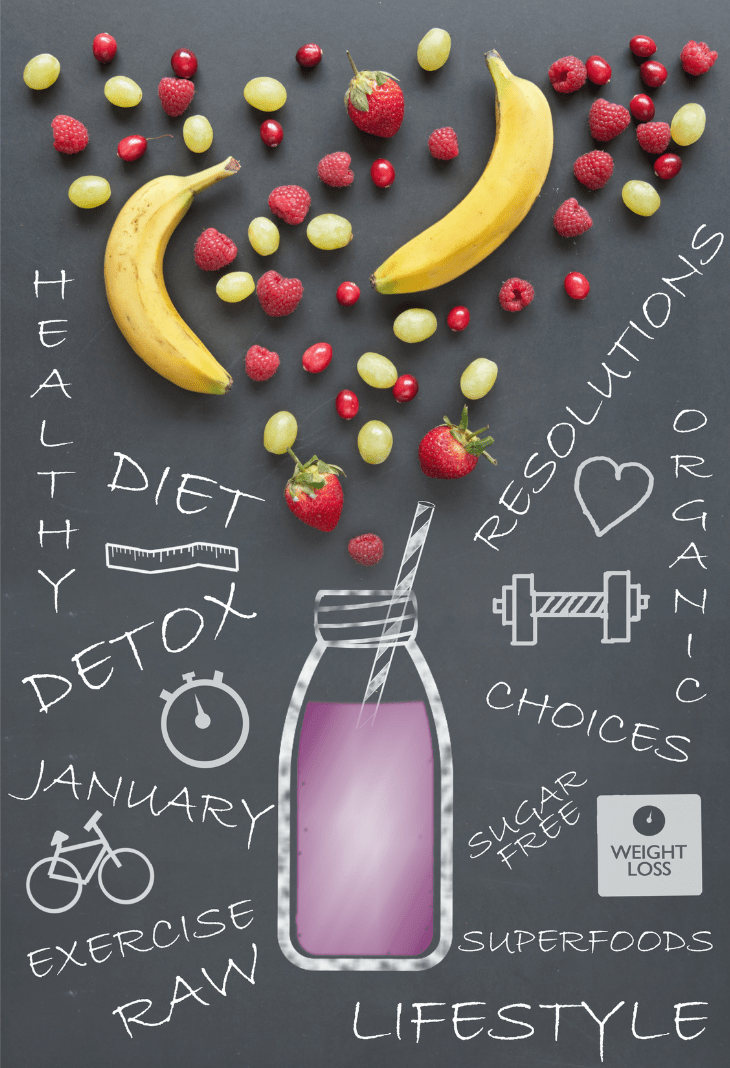 HEALTHY
RESOLUTIONS
ORGANIC
DIET
DETOX
CHOICES
JANUARY
SUGAR
FREE
WEIGHT
LOSS
EXERCISE
SUPERFOODS
RAW
LIFESTYLE